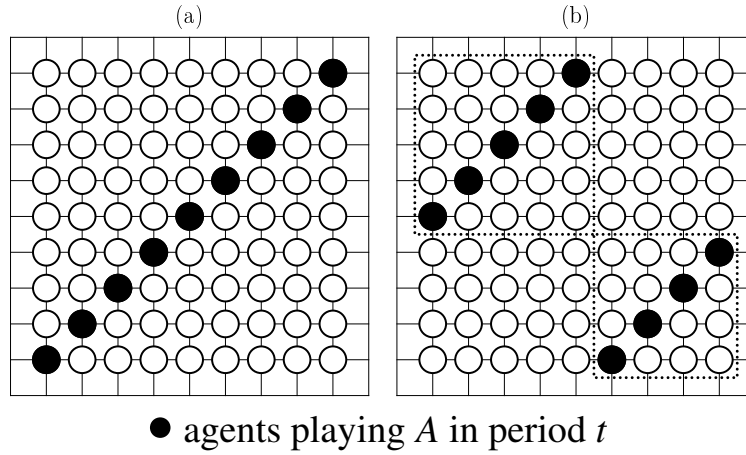 (a) (b)
● agents playing A in period t